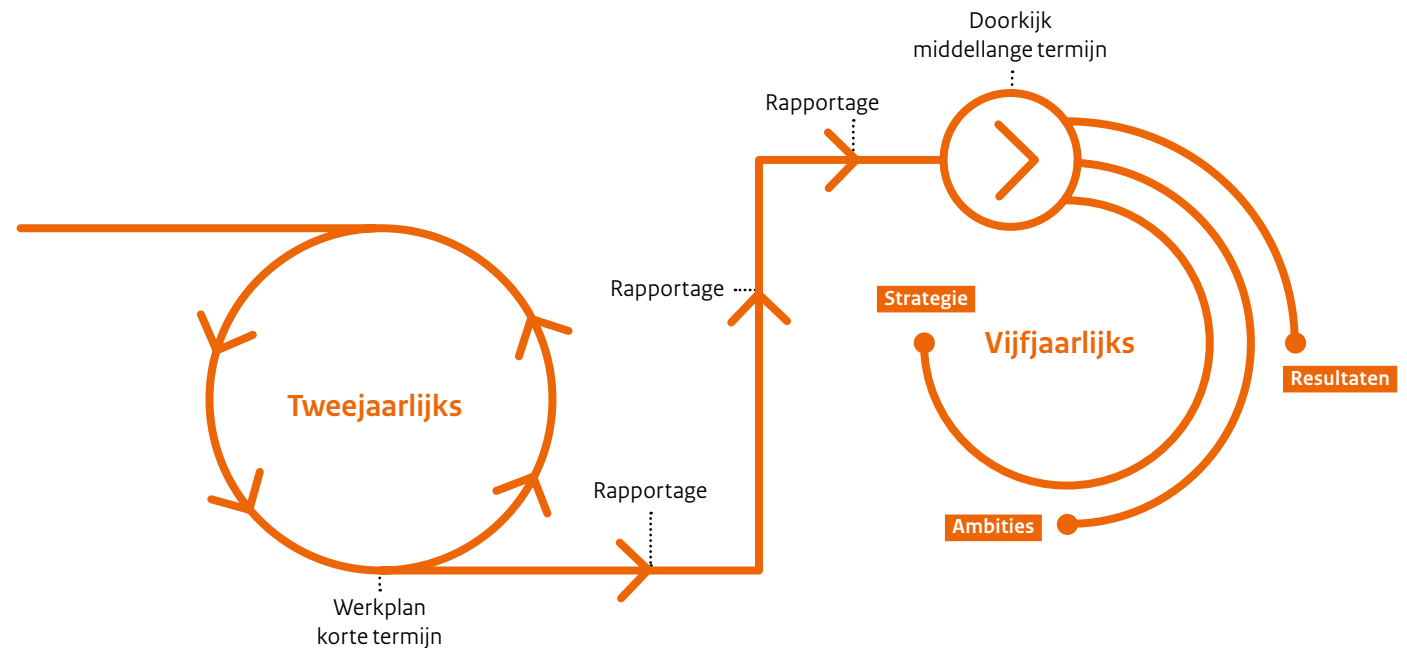 Doorkijk
middellange termijn
Rapportage
Rapportage
Strategie
Vijfjaarlijks
Resultaten
Tweejaarlijks
Rapportage
Ambities
Werkplan
korte termijn